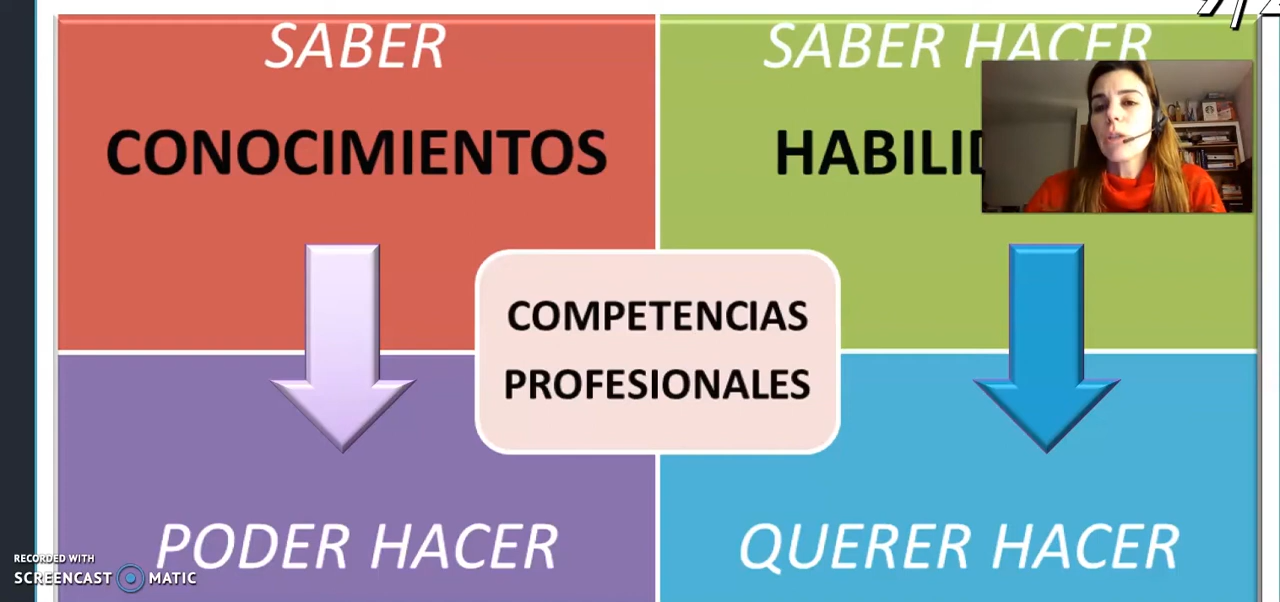 SABER
SABER HACER
CONOCIMIENTOS
COMPETENCIAS
PROFESIONALES
PODER HACER
QUERER HACER
RECORDED WITH
SCREENCAST MATIC